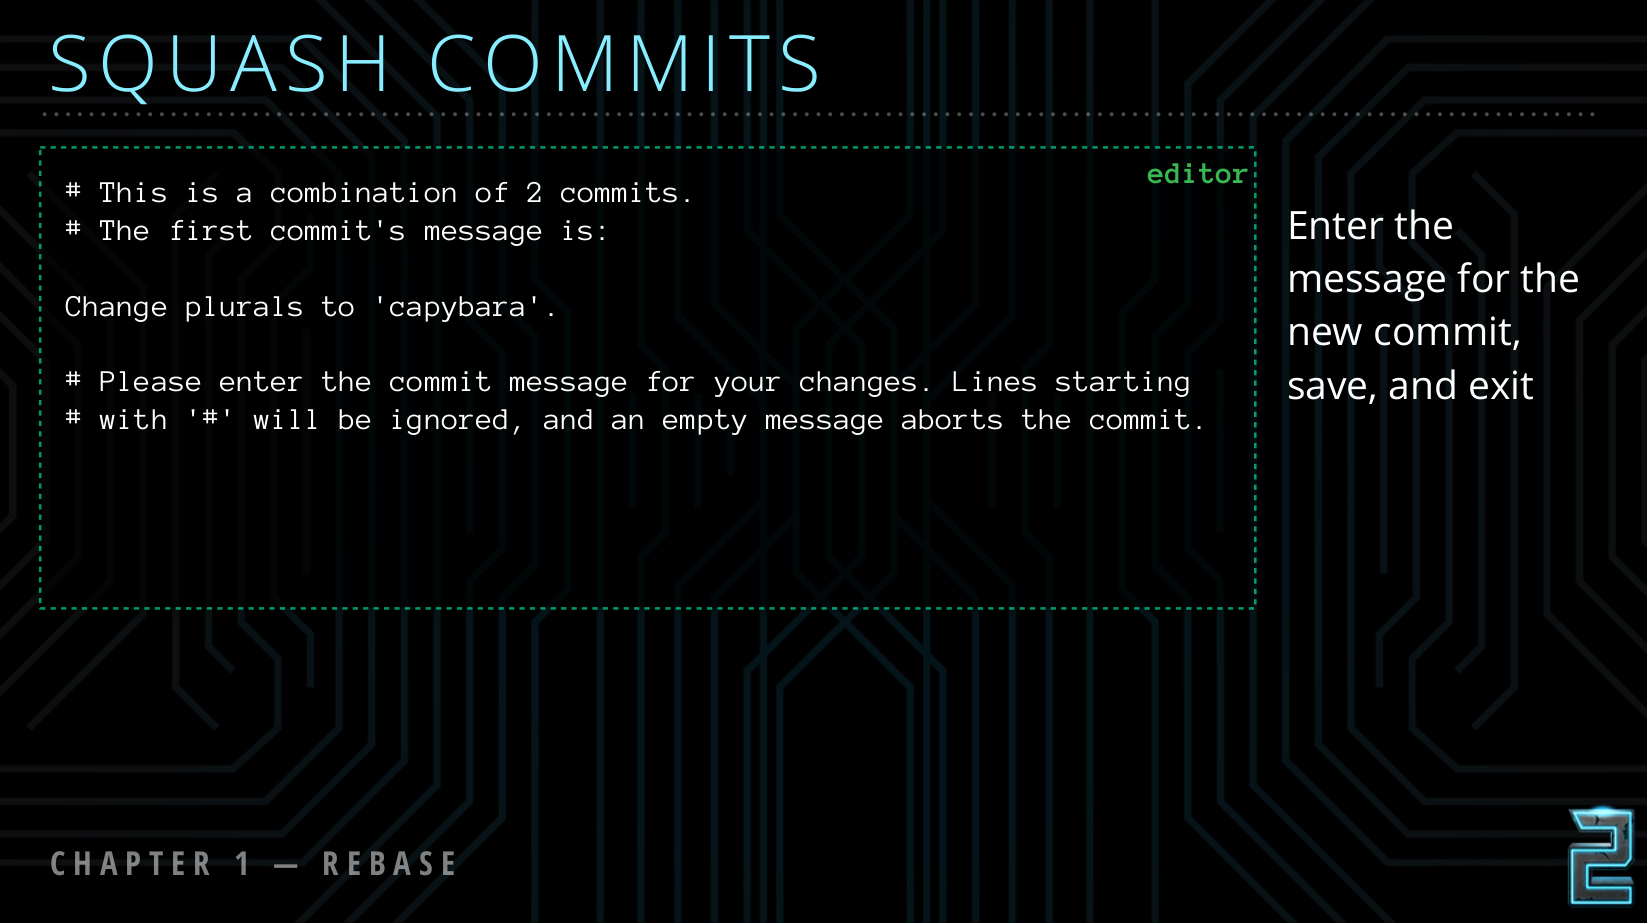 SQUASH COMMITS
editor
# This is a combination of 2 commits.
# The first commit's message is:
Change plurals to 'capybara'.
# Please enter the commit message for your changes. Lines starting
# with '#' will be ignored, and an empty message aborts the commit.
Enter the
message for the
new commit,
save, and exit
CHAPTER 1 — REBASE
2